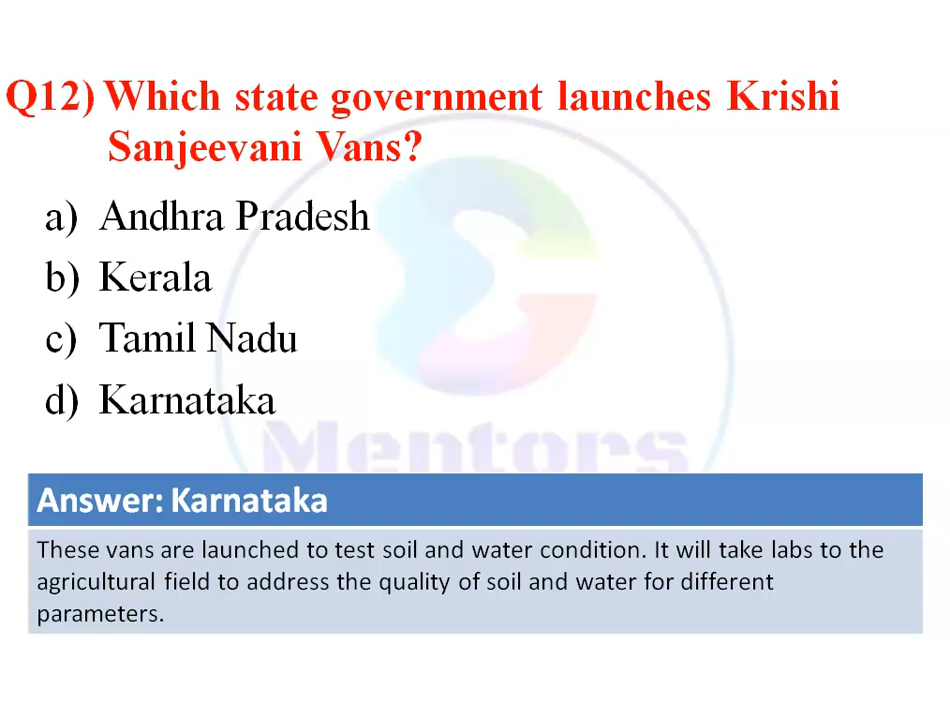 Q12) Which state government launches Krishi
Sanjeevani Vans?
a) Andhra Pradesh
b) Kerala
c) Tamil Nadu
d) Karnataka
Mentors
Answer: Karnataka
These vans are launched to test soil and water condition. It will take labs to the
agricultural field to address the quality of soil and water for different
parameters.